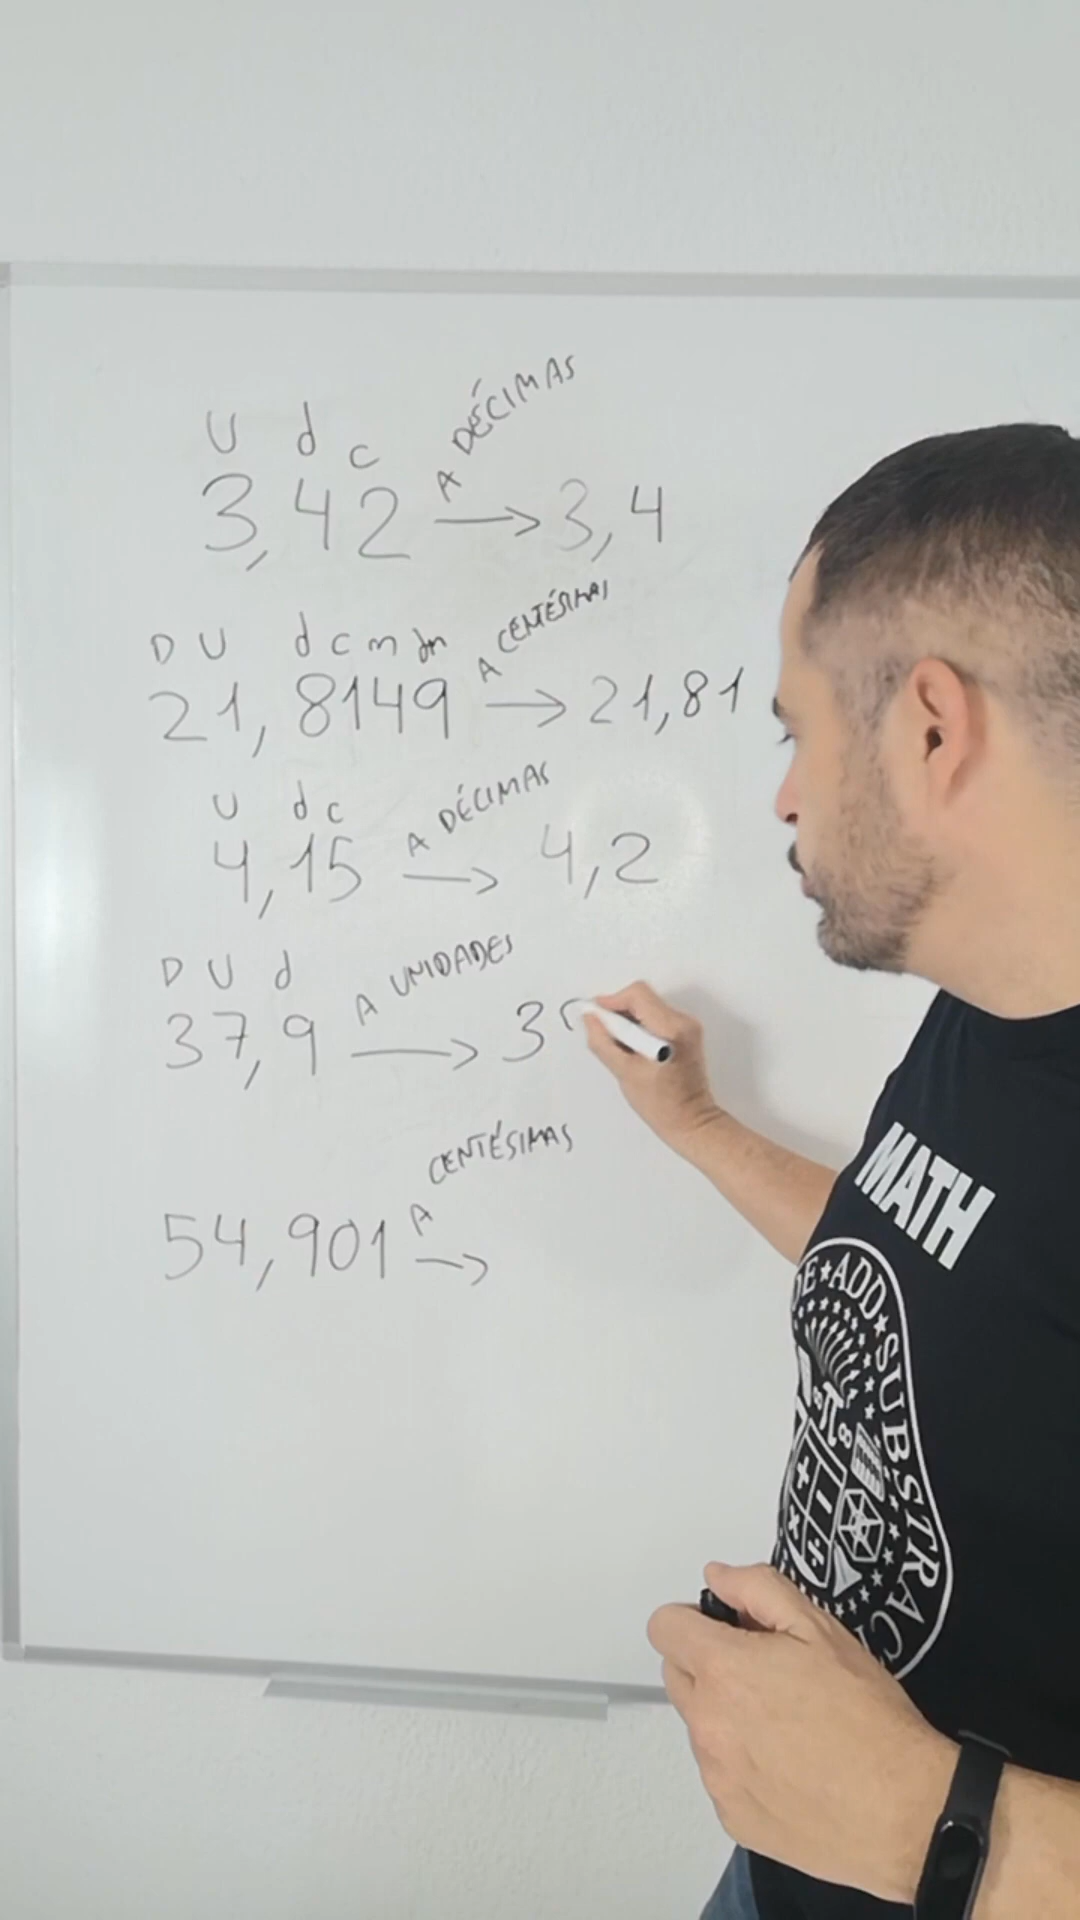 U d c A DÉCIMAS
3,42 → 3,4
D U d c m dm A CENTÉSIMAS
21,8149 → 21,81
U d c A DÉCIMAS
4,15 → 4,2
D U d A UNIDADES
37,9 → 3
A CENTÉSIMAS
54,901 →
MATH
ADD ★ SUBSTRAC